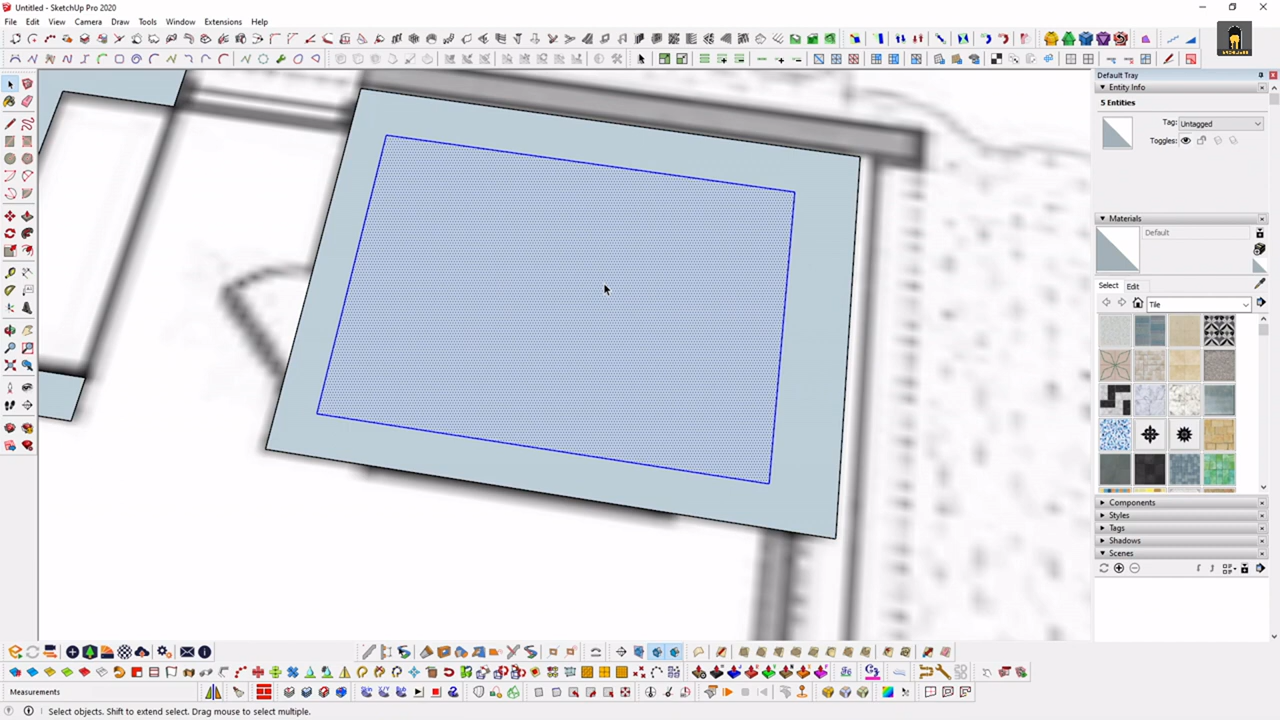 Untitled - SketchUp Pro 2020
File Edit View Camera Draw Tools Window Extensions Help
Default Tray
Entity Info
5 Entities
Tag: Untagged
Toggles:
Materials
Default
Select Edit
Tile
Components
Styles
Tags
Shadows
Scenes
Measurements
Select objects. Shift to extend select. Drag mouse to select multiple.